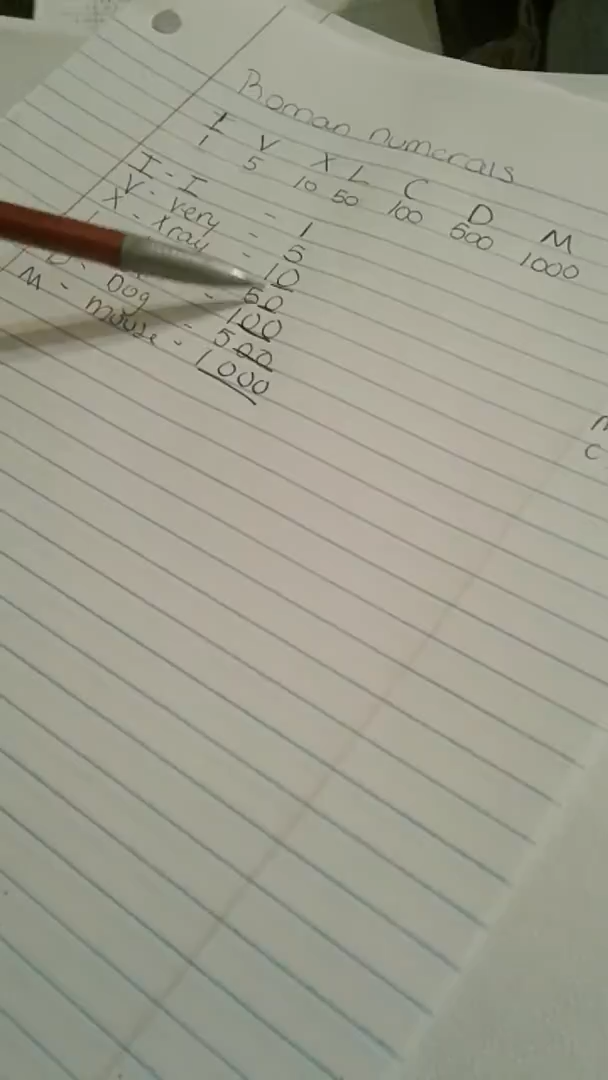 Roman numerals
I V X L C D M
1 5 10 50 100 500 1000
I - I - 1
V - very - 5
X - xray - 10
- 50
- 100
D - Dog - 500
M - mouse - 1000
C